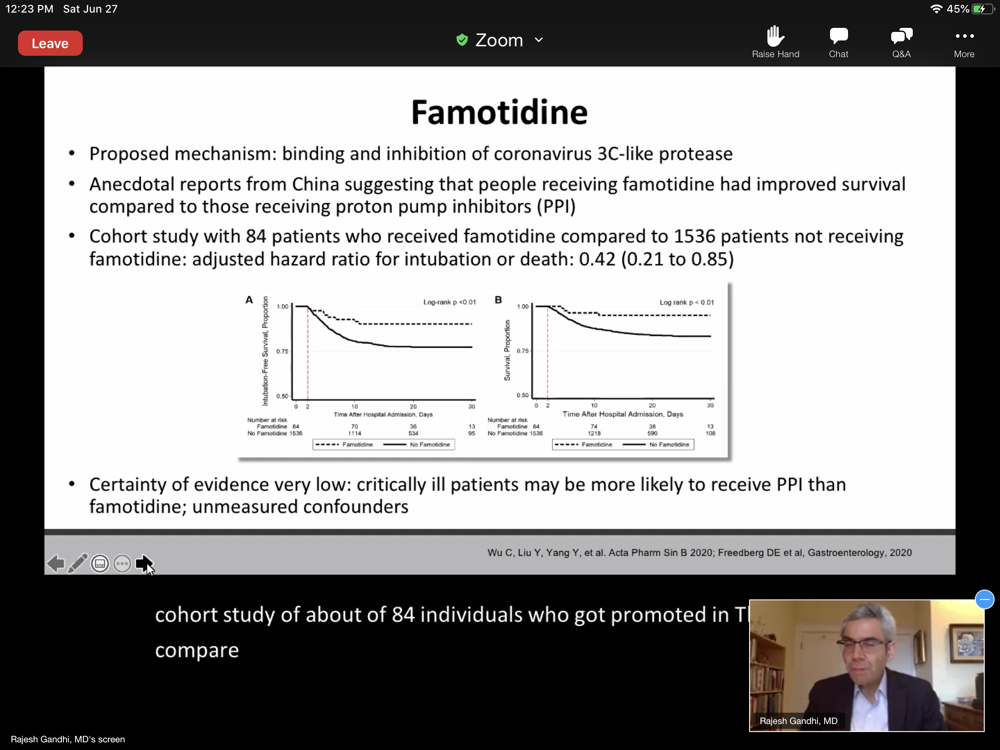 12:23 PM Sat Jun 27
45%
Leave
Zoom
Raise Hand
Chat
Q&A
More
Famotidine
• Proposed mechanism: binding and inhibition of coronavirus 3C-like protease
• Anecdotal reports from China suggesting that people receiving famotidine had improved survival
compared to those receiving proton pump inhibitors (PPI)
• Cohort study with 84 patients who received famotidine compared to 1536 patients not receiving
famotidine: adjusted hazard ratio for intubation or death: 0.42 (0.21 to 0.85)
A
Log-rank p <0.01
Intubation-Free Survival, Proportion
1.00
0.75
0.50
0 2 10 20 30
Time After Hospital Admission, Days
Number at risk
Famotidine 84 70 36 13
No Famotidine 1536 1114 534 95
Famotidine No Famotidine
B
Log rank p < 0.01
Survival, Proportion
1.00
0.75
0.50
0 2 10 20 30
Time After Hospital Admission, Days
Number at risk
Famotidine 84 74 38 13
No Famotidine 1536 1218 590 108
Famotidine No Famotidine
• Certainty of evidence very low: critically ill patients may be more likely to receive PPI than
famotidine; unmeasured confounders
Wu C, Liu Y, Yang Y, et al. Acta Pharm Sin B 2020; Freedberg DE et al, Gastroenterology, 2020
cohort study of about of 84 individuals who got promoted in
compare
Rajesh Gandhi, MD
Rajesh Gandhi, MD's screen